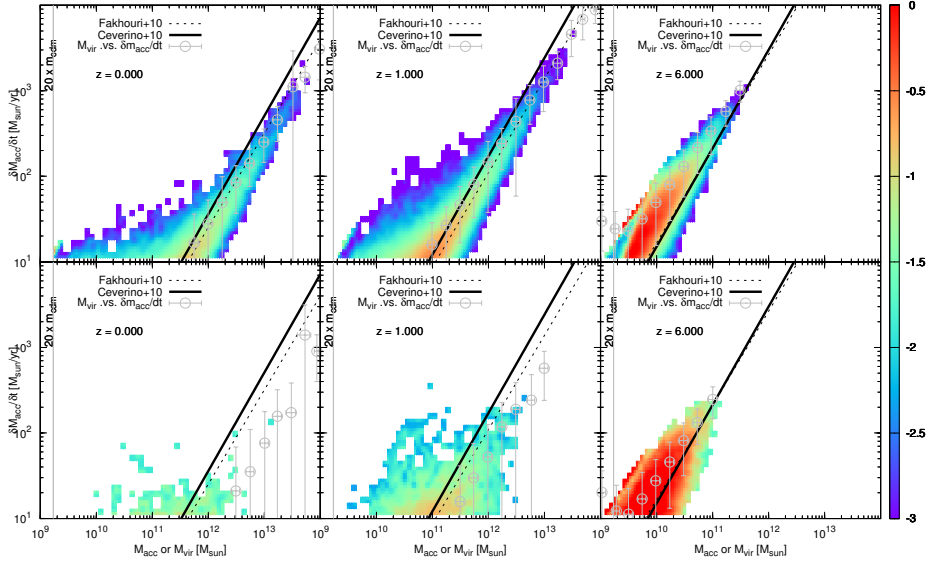 Fakhouri+10
Ceverino+10
M_vir .vs. δm_acc/dt
z = 0.000
20 x m_cdm
Fakhouri+10
Ceverino+10
M_vir .vs. δm_acc/dt
z = 1.000
20 x m_cdm
Fakhouri+10
Ceverino+10
M_vir .vs. δm_acc/dt
z = 6.000
20 x m_cdm
δM_acc/δt [M_sun/yr]
10^3
10^2
10^1
Fakhouri+10
Ceverino+10
M_vir .vs. δm_acc/dt
z = 0.000
20 x m_cdm
Fakhouri+10
Ceverino+10
M_vir .vs. δm_acc/dt
z = 1.000
20 x m_cdm
Fakhouri+10
Ceverino+10
M_vir .vs. δm_acc/dt
z = 6.000
20 x m_cdm
δM_acc/δt [M_sun/yr]
10^3
10^2
10^1
10^9 10^10 10^11 10^12 10^13 10^9 10^10 10^11 10^12 10^13 10^9 10^10 10^11 10^12 10^13
M_acc or M_vir [M_sun] M_acc or M_vir [M_sun] M_acc or M_vir [M_sun]
0
-0.5
-1
-1.5
-2
-2.5
-3